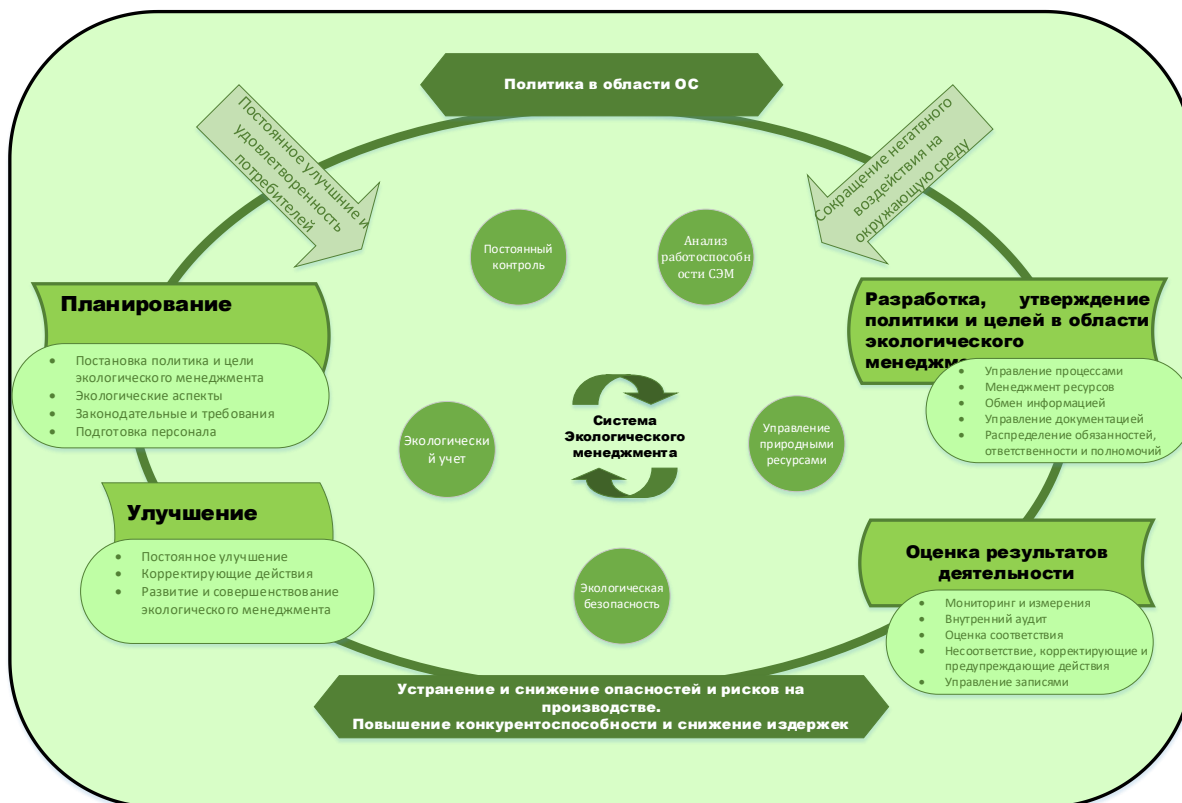 Политика в области ОС
Постоянное улучшние и
удовлетворенность
потребителей
Сокращение негатвного
воздействия на
окружающую среду
Постоянный
контроль
Анализ
работоспособн
ости СЭМ
Планирование
Постановка политика и цели
экологического менеджмента
Экологические аспекты
Законодательные и требования
Подготовка персонала
Разработка, утверждение
политики и целей в области
экологического
менеджме
Управление процессами
Менеджмент ресурсов
Обмен информацией
Управление документацией
Распределение обязанностей,
ответственности и полномочий
Экологически
й учет
Система
Экологического
менеджмента
Управление
природными
ресурсами
Улучшение
Постоянное улучшение
Корректирующие действия
Развитие и совершенствование
экологического менеджмента
Экологическая
безопасность
Оценка результатов
деятельности
Мониторинг и измерения
Внутренний аудит
Оценка соответствия
Несоответствие, корректирующие и
предупреждающие действия
Управление записями
Устранение и снижение опасностей и рисков на
производстве.
Повышение конкурентоспособности и снижение издержек